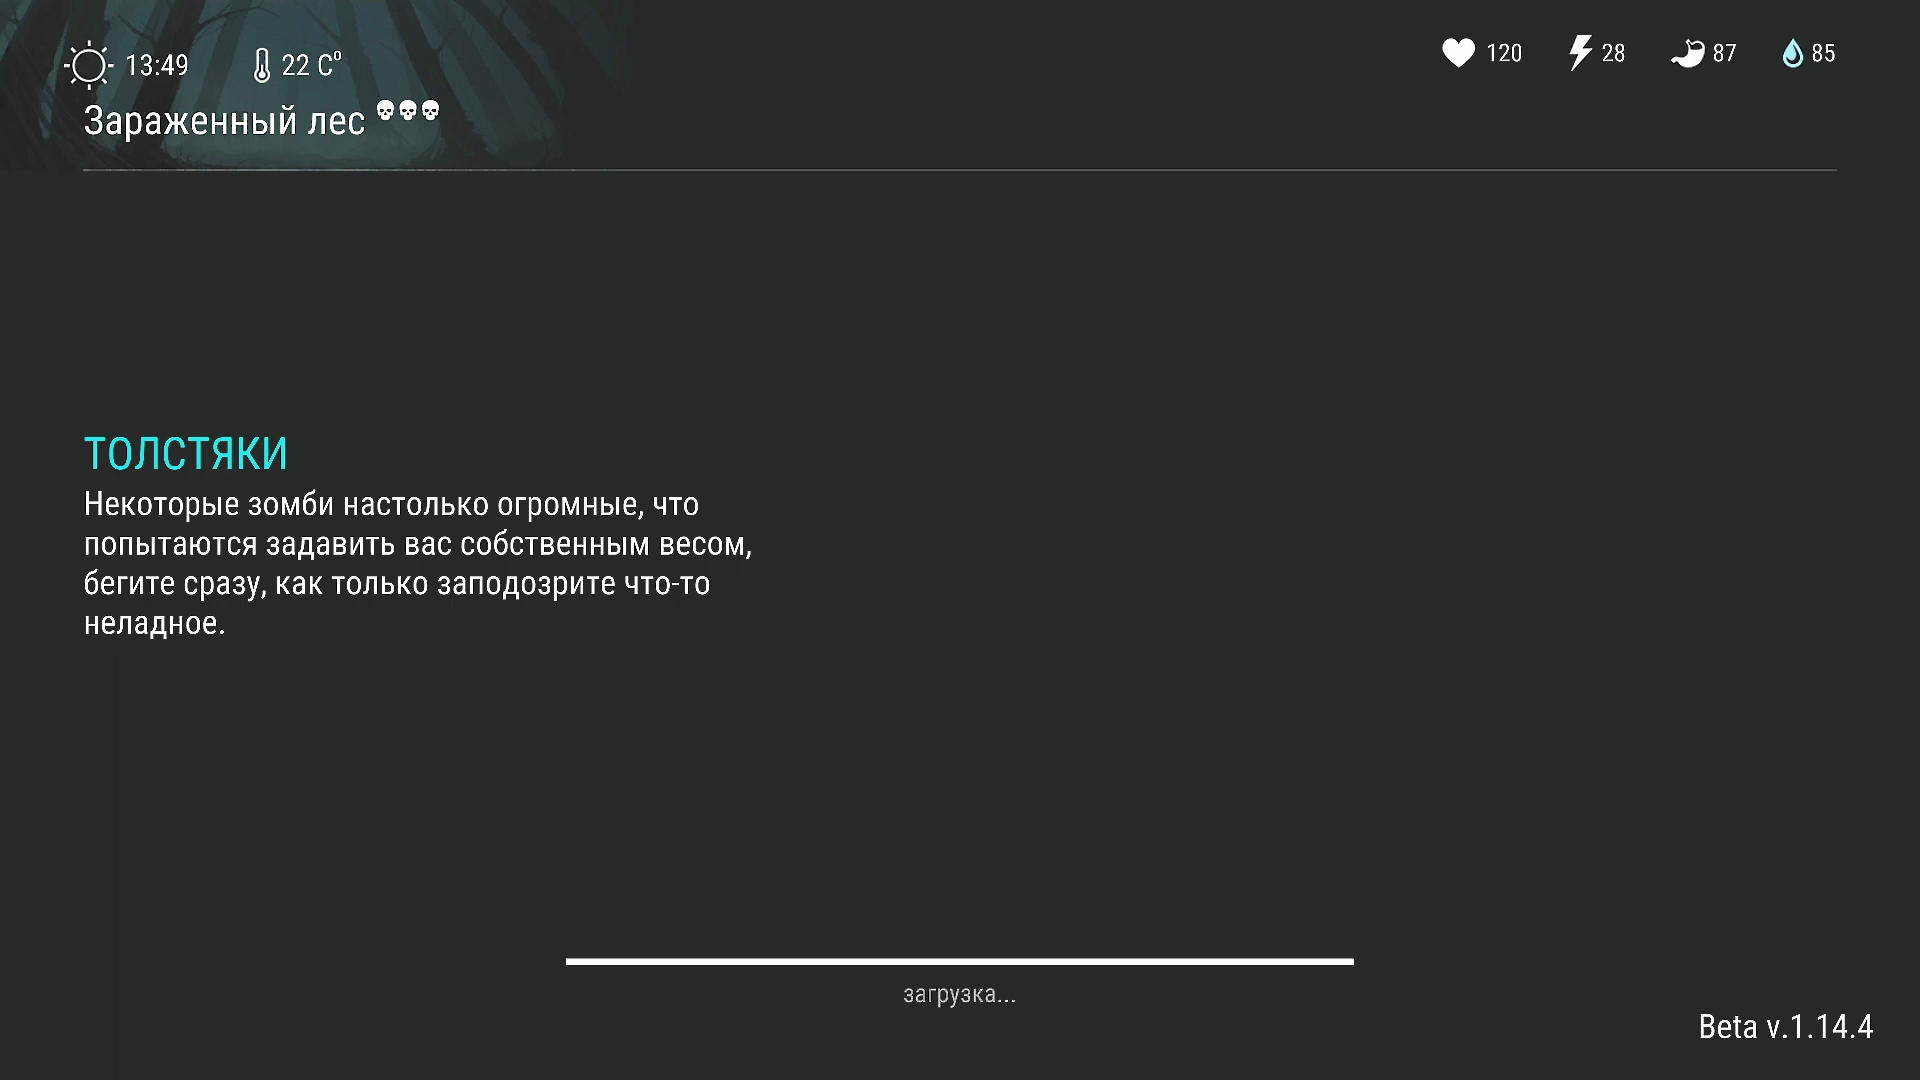 13:49 22 C⁰
120 28 87 85
Зараженный лес
ТОЛСТЯКИ
Некоторые зомби настолько огромные, что
попытаются задавить вас собственным весом,
бегите сразу, как только заподозрите что-то
неладное.
загрузка...
Beta v.1.14.4